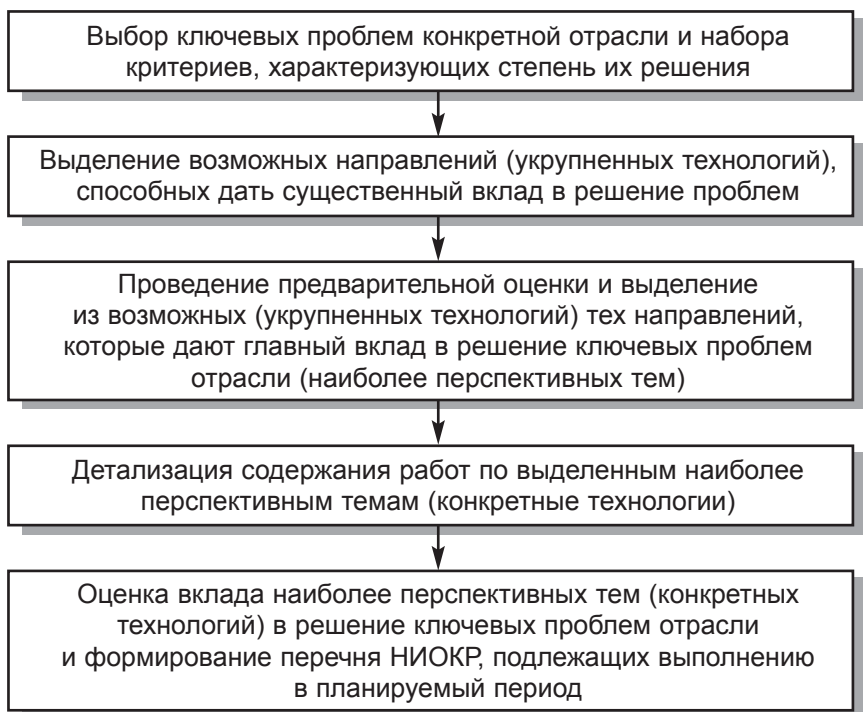 Выбор ключевых проблем конкретной отрасли и набора
критериев, характеризующих степень их решения
Выделение возможных направлений (укрупненных технологий),
способных дать существенный вклад в решение проблем
Проведение предварительной оценки и выделение
из возможных (укрупненных технологий) тех направлений,
которые дают главный вклад в решение ключевых проблем
отрасли (наиболее перспективных тем)
Детализация содержания работ по выделенным наиболее
перспективным темам (конкретные технологии)
Оценка вклада наиболее перспективных тем (конкретных
технологий) в решение ключевых проблем отрасли
и формирование перечня НИОКР, подлежащих выполнению
в планируемый период